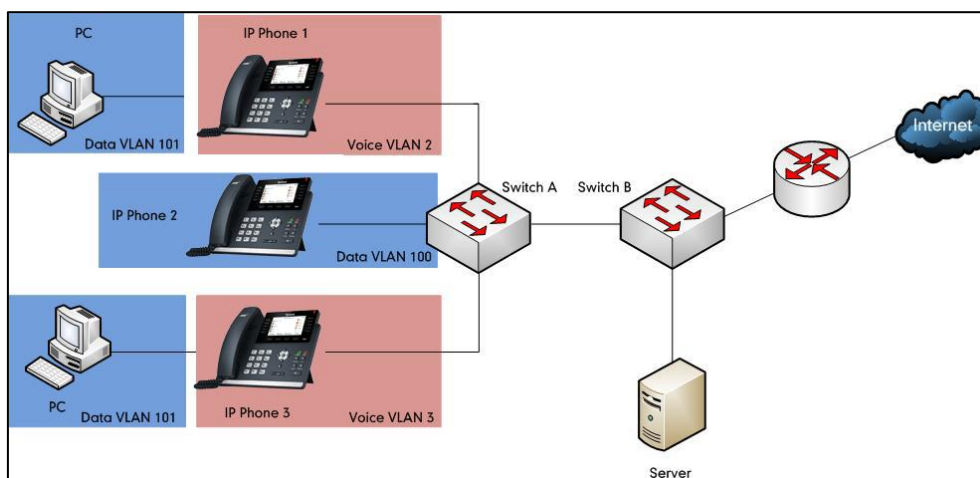 PC
IP Phone 1
Data VLAN 101
Voice VLAN 2
IP Phone 2
Data VLAN 100
Switch A
Switch B
Internet
PC
Data VLAN 101
IP Phone 3
Voice VLAN 3
Server